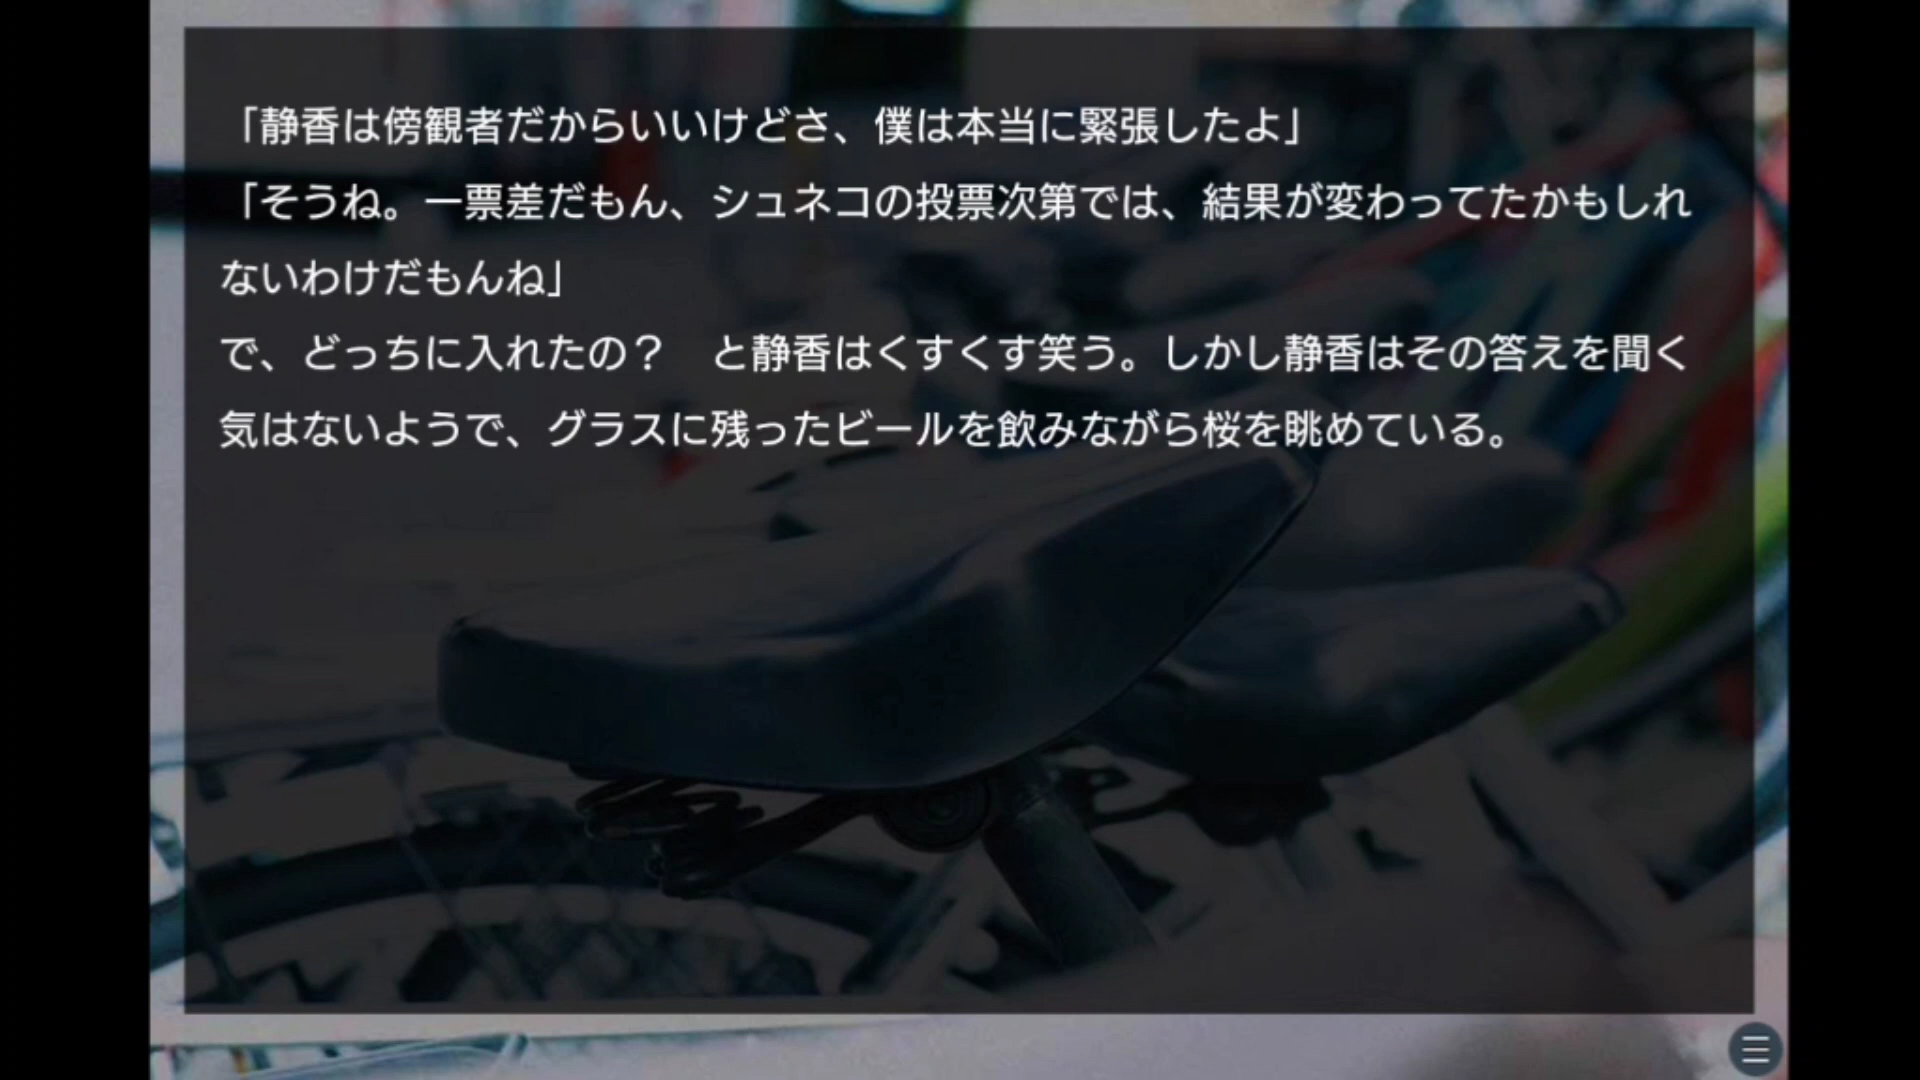 「静香は傍観者だからいいけどさ、僕は本当に緊張したよ」
「そうね。一票差だもん、シュネコの投票次第では、結果が変わってたかもしれ
ないわけだもんね」
で、どっちに入れたの？　と静香はくすくす笑う。しかし静香はその答えを聞く
気はないようで、グラスに残ったビールを飲みながら桜を眺めている。